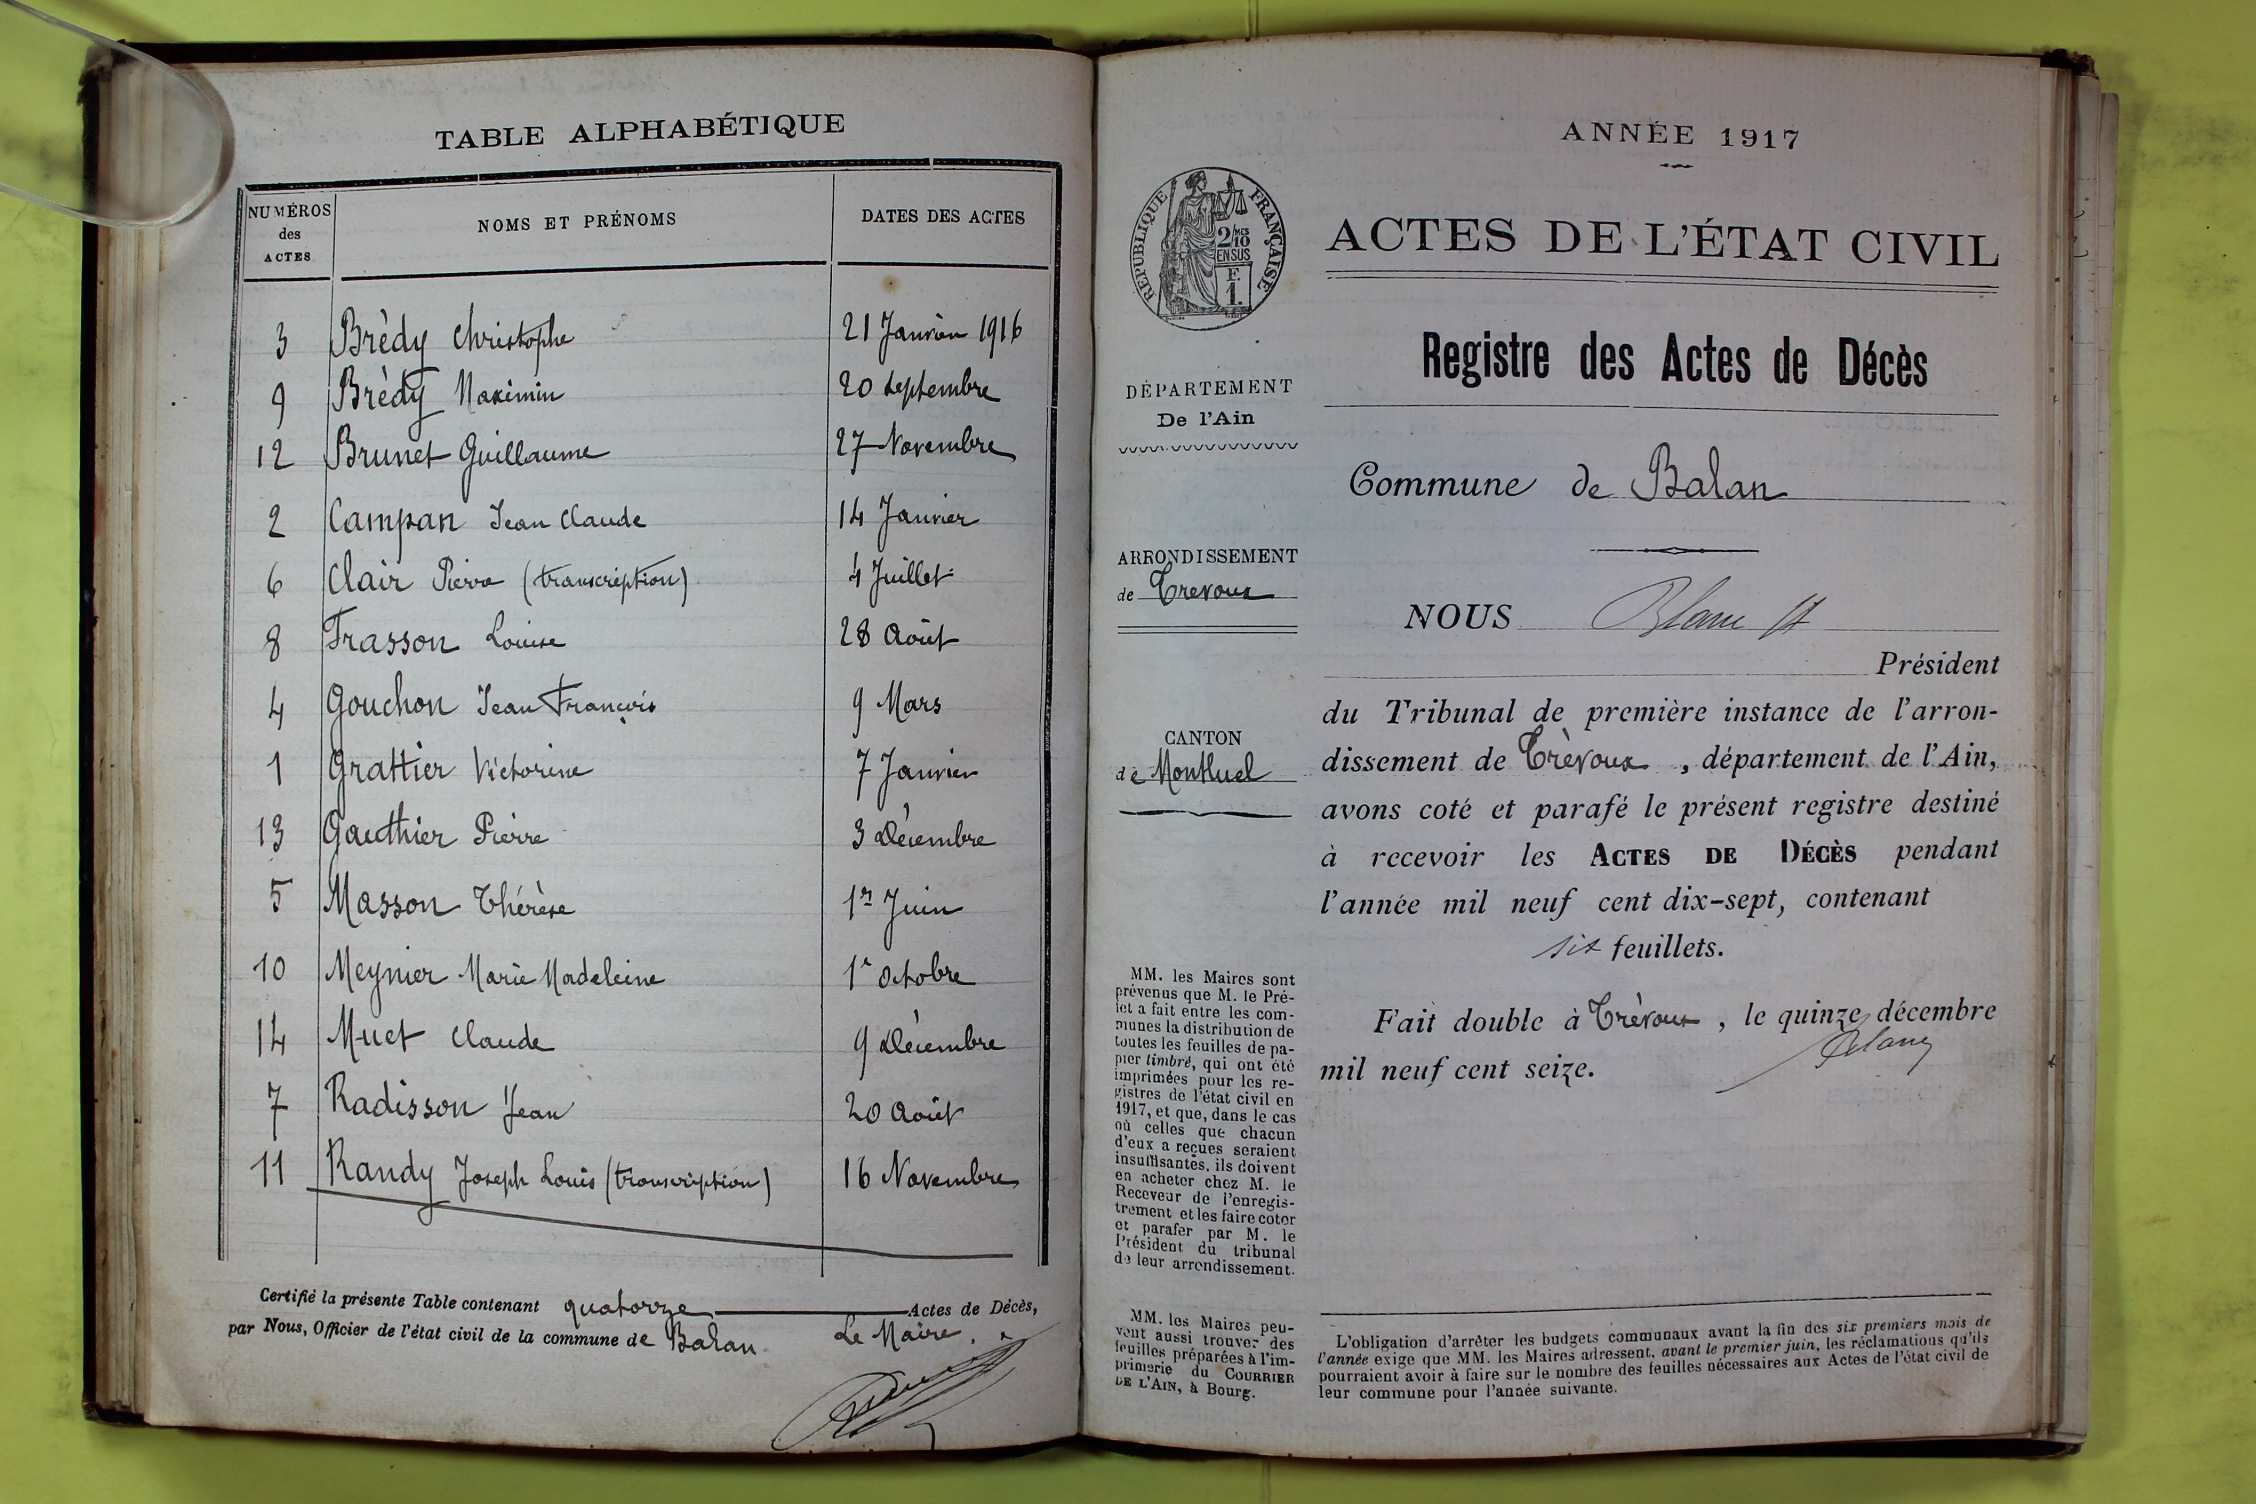 TABLE ALPHABÉTIQUE
NUMÉROS des ACTES
NOMS ET PRÉNOMS
DATES DES ACTES
3 Brèdy Christophe 21 Janvier 1916
9 Brèdy Maximin 20 septembre
12 Brunet Guillaume 27 Novembre
2 Campan Jean Claude 14 Janvier
6 Clair Pierre (transcription) 4 Juillet
8 Frasson Louise 28 Août
4 Gouchon Jean François 9 Mars
1 Grattier Victorine 7 Janvier
13 Gauthier Pierre 3 Décembre
5 Masson Thérèse 1er Juin
10 Meynier Marie Madeleine 1er Octobre
14 Muet Claude 9 Décembre
7 Radisson Jean 20 Août
11 Randy Joseph Louis (transcription) 16 Novembre
Certifié la présente Table contenant quatorze Actes de Décès,
par Nous, Officier de l'état civil de la commune de Balan Le Maire,
ANNÉE 1917
RÉPUBLIQUE FRANÇAISE
2/10 MES
EN SUS
F.
1.
ACTES DE L'ÉTAT CIVIL
Registre des Actes de Décès
DÉPARTEMENT
De l'Ain
Commune de Balan
ARRONDISSEMENT
de Trevoux
NOUS Blanc
Président
du Tribunal de première instance de l'arron-
dissement de Trèvoux, département de l'Ain,
avons coté et parafé le présent registre destiné
à recevoir les ACTES DE DÉCÈS pendant
l'année mil neuf cent dix-sept, contenant
six feuillets.
Fait double à Trèvoux, le quinze décembre
mil neuf cent seize.
CANTON
de Montluel
MM. les Maires sont
prévenus que M. le Pré-
fet a fait entre les com-
munes la distribution de
toutes les feuilles de pa-
pier timbré, qui ont été
imprimées pour les re-
gistres de l'état civil en
1917, et que, dans le cas
où celles que chacun
d'eux a reçues seraient
insuffisantes, ils doivent
en acheter chez M. le
Receveur de l'enregis-
trement et les faire coter
et parafer par M. le
Président du tribunal
de leur arrondissement.
MM. les Maires peu-
vent aussi trouver des
feuilles préparées à l'im-
primerie du COURRIER
DE L'AIN, à Bourg.
L'obligation d'arrêter les budgets communaux avant la fin des six premiers mois de
l'année exige que MM. les Maires adressent, avant le premier juin, les réclamations qu'ils
pourraient avoir à faire sur le nombre des feuilles nécessaires aux Actes de l'état civil de
leur commune pour l'année suivante.